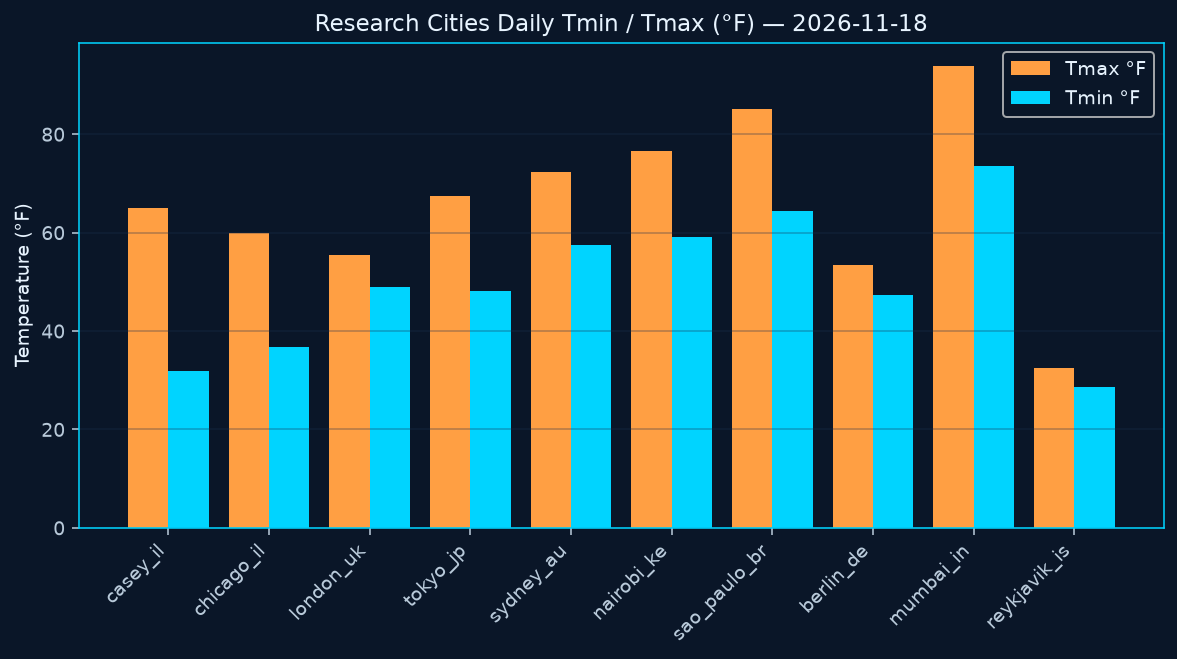 Research Cities Daily Tmin / Tmax (°F) — 2026-11-18
Tmax °F
Tmin °F
Temperature (°F)
80
60
40
20
0
casey_il
chicago_il
london_uk
tokyo_jp
sydney_au
nairobi_ke
sao_paulo_br
berlin_de
mumbai_in
reykjavik_is